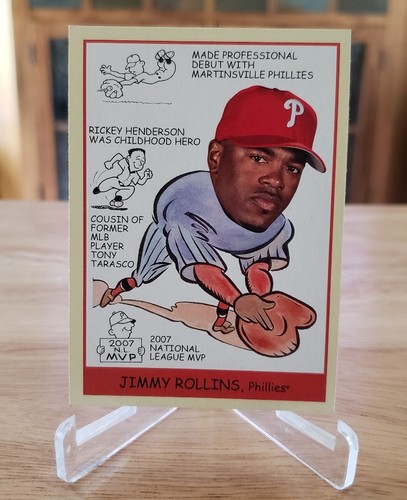 MADE PROFESSIONAL
DEBUT WITH
MARTINSVILLE PHILLIES
P
RICKEY HENDERSON
WAS CHILDHOOD HERO
COUSIN OF
FORMER
MLB
PLAYER
TONY
TARASCO
2007
N.L.
MVP
2007
NATIONAL
LEAGUE MVP
JIMMY ROLLINS, Phillies®